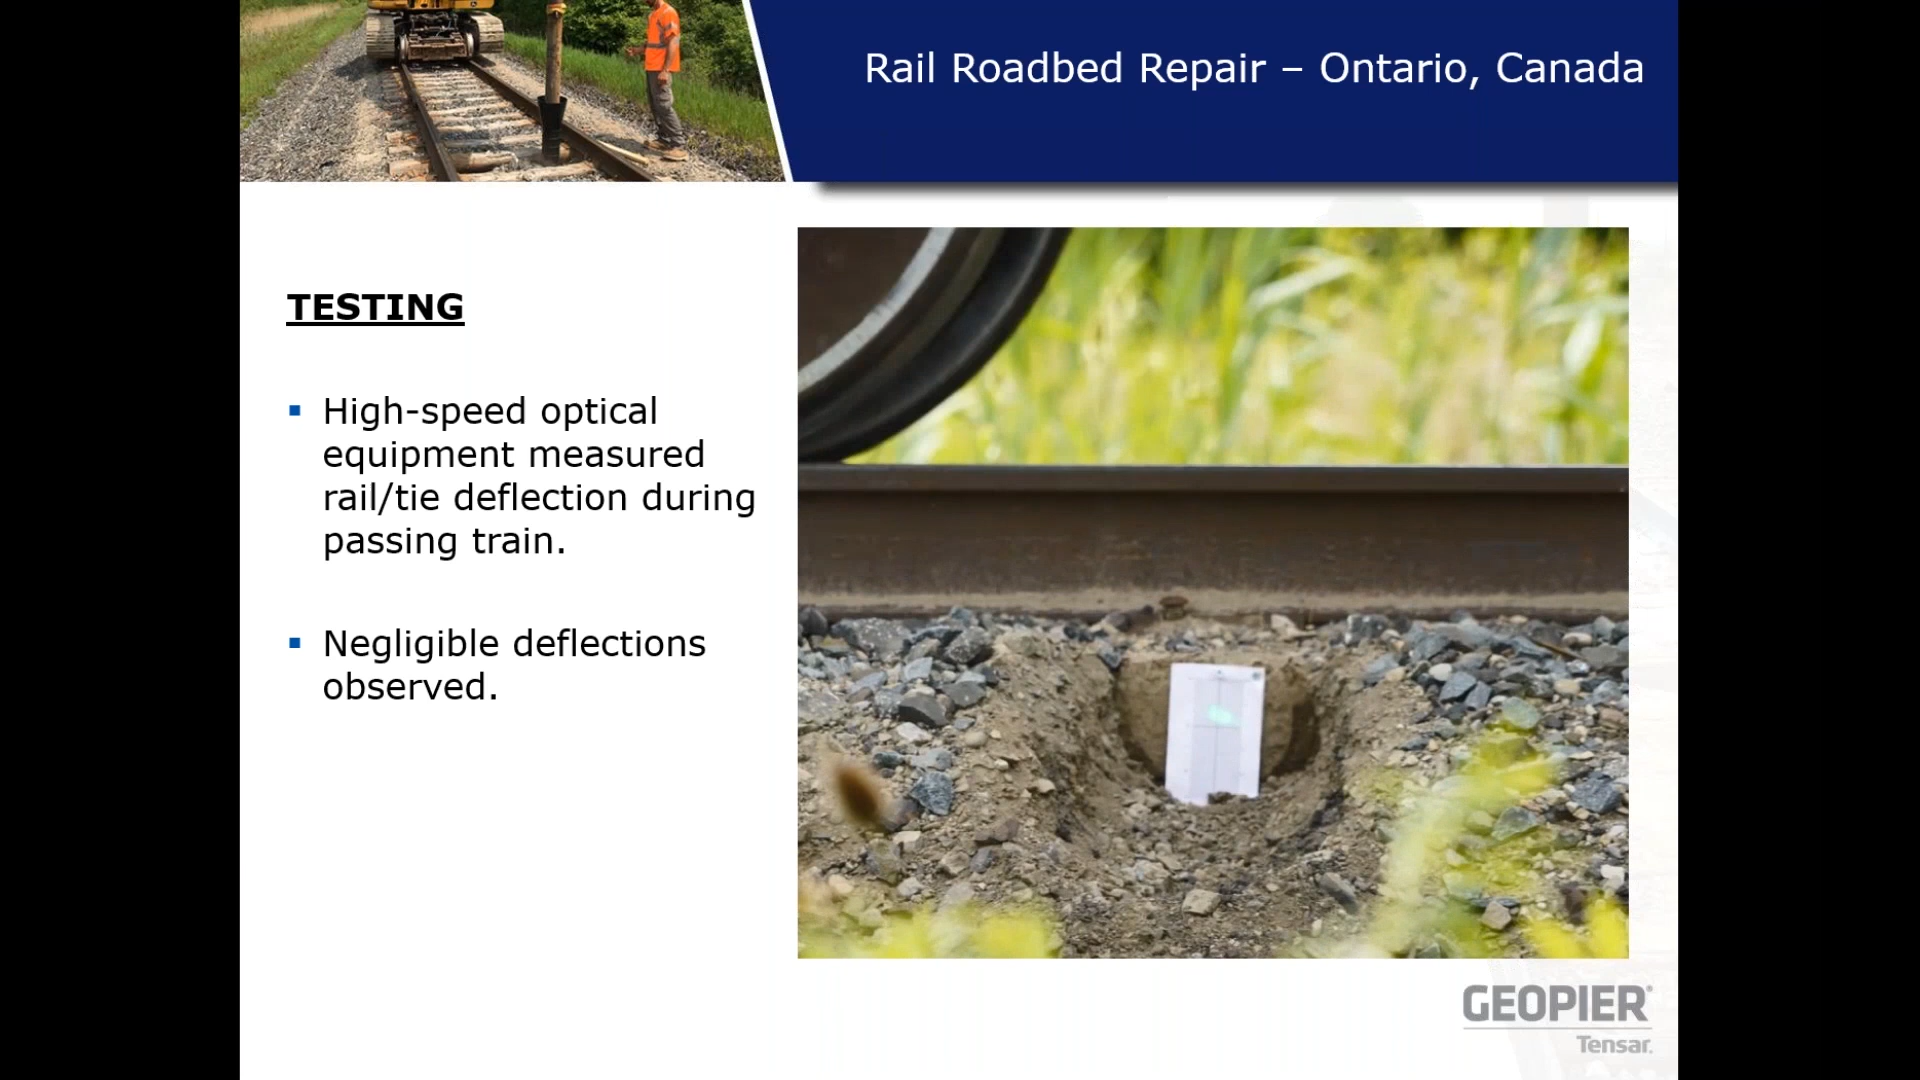 Rail Roadbed Repair – Ontario, Canada
TESTING
▪ High-speed optical
equipment measured
rail/tie deflection during
passing train.
▪ Negligible deflections
observed.
GEOPIER®
Tensar.